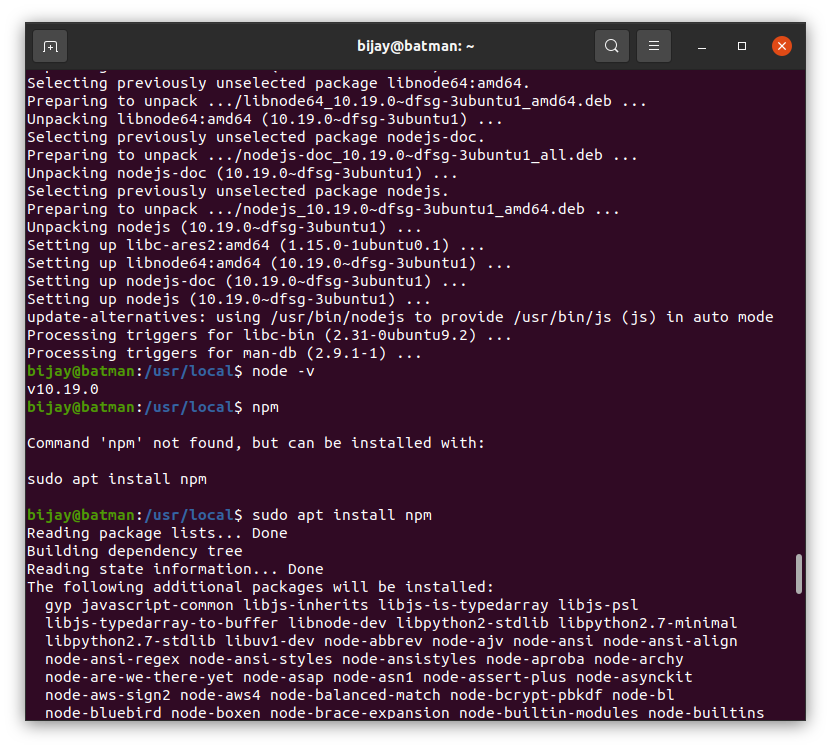 bijay@batman: ~
Selecting previously unselected package libnode64:amd64.
Preparing to unpack .../libnode64_10.19.0~dfsg-3ubuntu1_amd64.deb ...
Unpacking libnode64:amd64 (10.19.0~dfsg-3ubuntu1) ...
Selecting previously unselected package nodejs-doc.
Preparing to unpack .../nodejs-doc_10.19.0~dfsg-3ubuntu1_all.deb ...
Unpacking nodejs-doc (10.19.0~dfsg-3ubuntu1) ...
Selecting previously unselected package nodejs.
Preparing to unpack .../nodejs_10.19.0~dfsg-3ubuntu1_amd64.deb ...
Unpacking nodejs (10.19.0~dfsg-3ubuntu1) ...
Setting up libc-ares2:amd64 (1.15.0-1ubuntu0.1) ...
Setting up libnode64:amd64 (10.19.0~dfsg-3ubuntu1) ...
Setting up nodejs-doc (10.19.0~dfsg-3ubuntu1) ...
Setting up nodejs (10.19.0~dfsg-3ubuntu1) ...
update-alternatives: using /usr/bin/nodejs to provide /usr/bin/js (js) in auto mode
Processing triggers for libc-bin (2.31-0ubuntu9.2) ...
Processing triggers for man-db (2.9.1-1) ...
bijay@batman:/usr/local$ node -v
v10.19.0
bijay@batman:/usr/local$ npm
Command 'npm' not found, but can be installed with:
sudo apt install npm
bijay@batman:/usr/local$ sudo apt install npm
Reading package lists... Done
Building dependency tree
Reading state information... Done
The following additional packages will be installed:
gyp javascript-common libjs-inherits libjs-is-typedarray libjs-psl
libjs-typedarray-to-buffer libnode-dev libpython2-stdlib libpython2.7-minimal
libpython2.7-stdlib libuv1-dev node-abbrev node-ajv node-ansi node-ansi-align
node-ansi-regex node-ansi-styles node-ansistyles node-aproba node-archy
node-are-we-there-yet node-asap node-asn1 node-assert-plus node-asynckit
node-aws-sign2 node-aws4 node-balanced-match node-bcrypt-pbkdf node-bl
node-bluebird node-boxen node-brace-expansion node-builtin-modules node-builtins